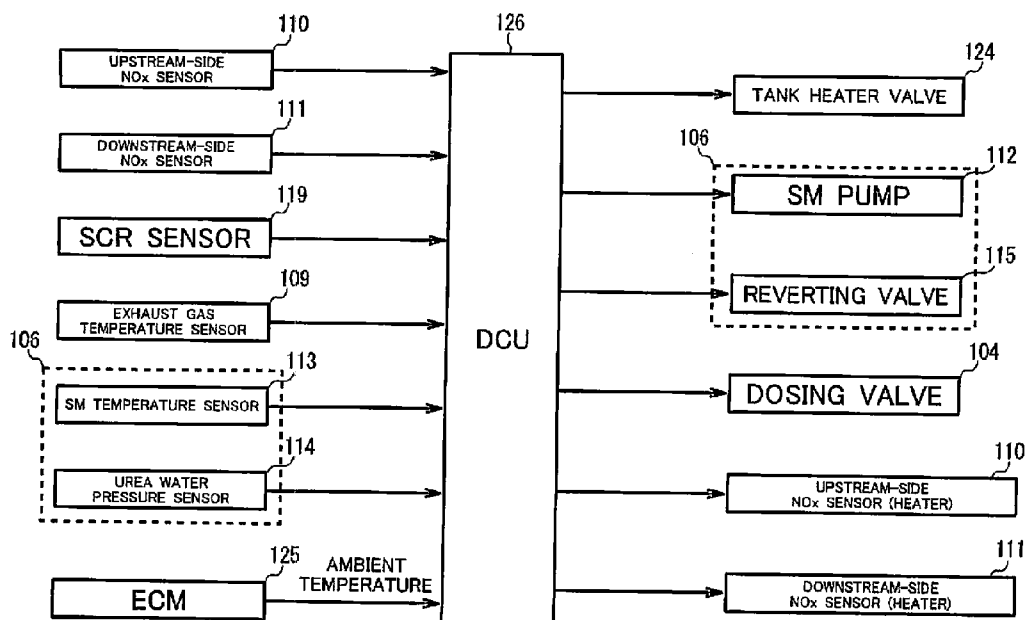 110
UPSTREAM-SIDE
NOx SENSOR
111
DOWNSTREAM-SIDE
NOx SENSOR
119
SCR SENSOR
109
EXHAUST GAS
TEMPERATURE SENSOR
106
113
SM TEMPERATURE SENSOR
114
UREA WATER
PRESSURE SENSOR
125
ECM
AMBIENT
TEMPERATURE
126
DCU
124
TANK HEATER VALVE
106
112
SM PUMP
115
REVERTING VALVE
104
DOSING VALVE
110
UPSTREAM-SIDE
NOx SENSOR (HEATER)
111
DOWNSTREAM-SIDE
NOx SENSOR (HEATER)